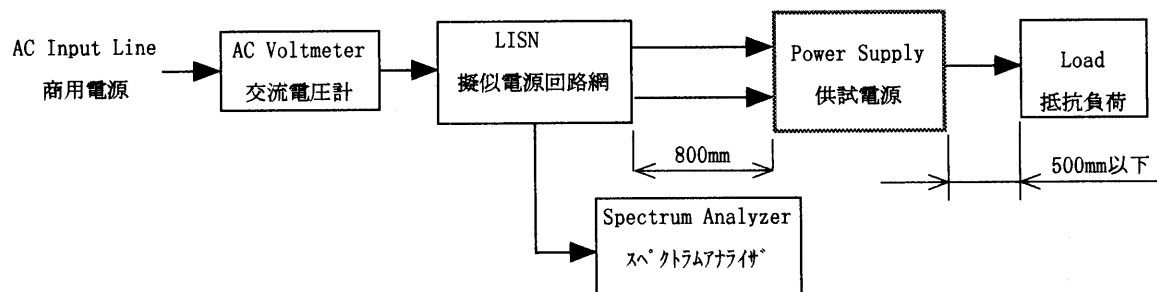 AC Input Line
商用電源
AC Voltmeter
交流電圧計
LISN
擬似電源回路網
Power Supply
供試電源
Load
抵抗負荷
800mm
500mm以下
Spectrum Analyzer
ｽﾍﾟｸﾄﾗﾑｱﾅﾗｲｻﾞ